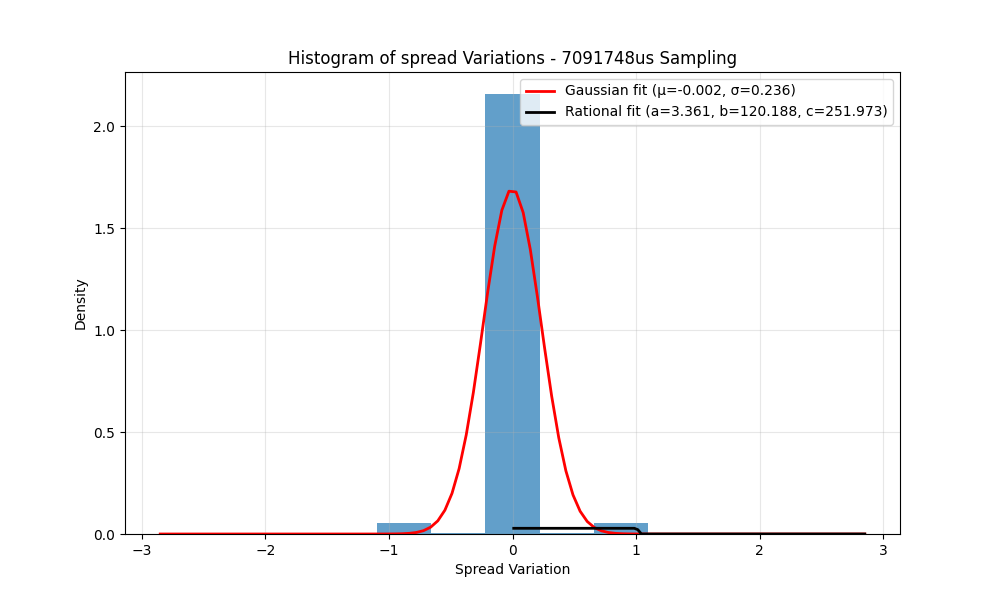 Histogram of spread Variations - 7091748us Sampling
Gaussian fit (μ=-0.002, σ=0.236)
Rational fit (a=3.361, b=120.188, c=251.973)
Density
2.0
1.5
1.0
0.5
0.0
−3 −2 −1 0 1 2 3
Spread Variation